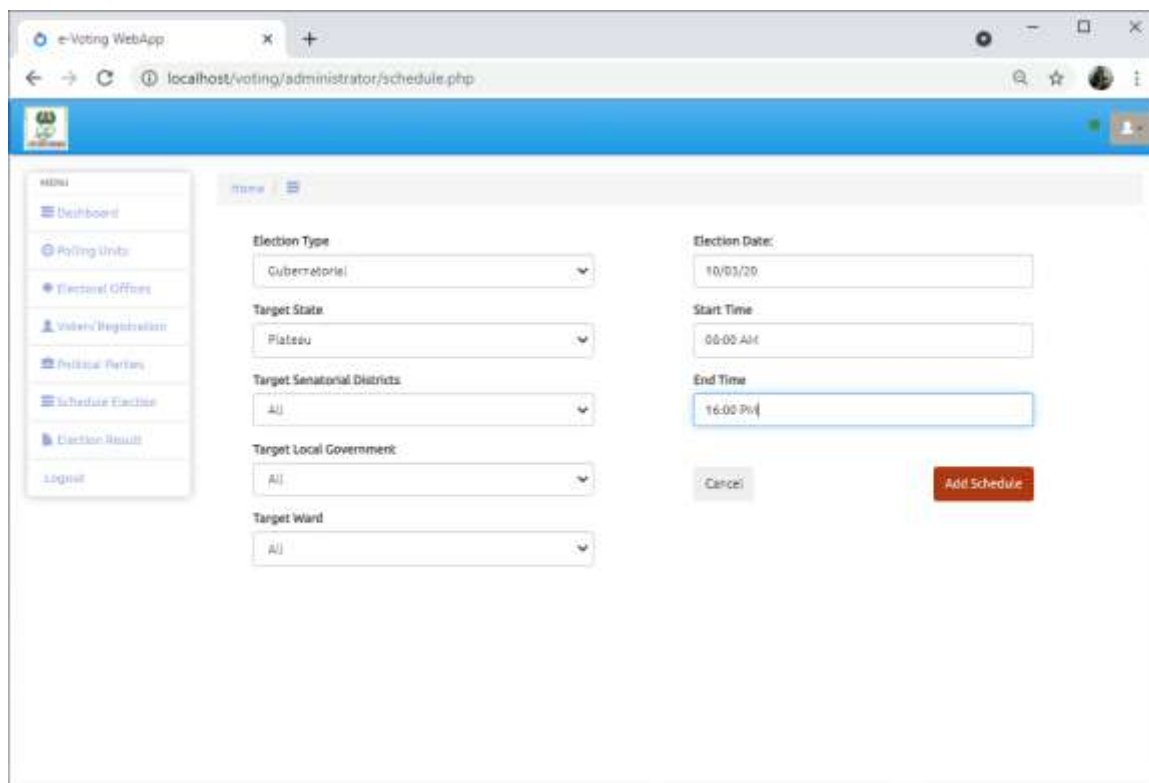 e-Voting WebApp
localhost/voting/administrator/schedule.php
MENU
Home /
Dashboard
Polling Units
Electoral Offices
Voters' Registration
Political Parties
Schedule Election
Election Result
Logout
Election Type
Gubernatorial
Target State
Plateau
Target Senatorial Districts
All
Target Local Government
All
Target Ward
All
Election Date:
10/03/20
Start Time
08:00 AM
End Time
16:00 PM
Cancel
Add Schedule